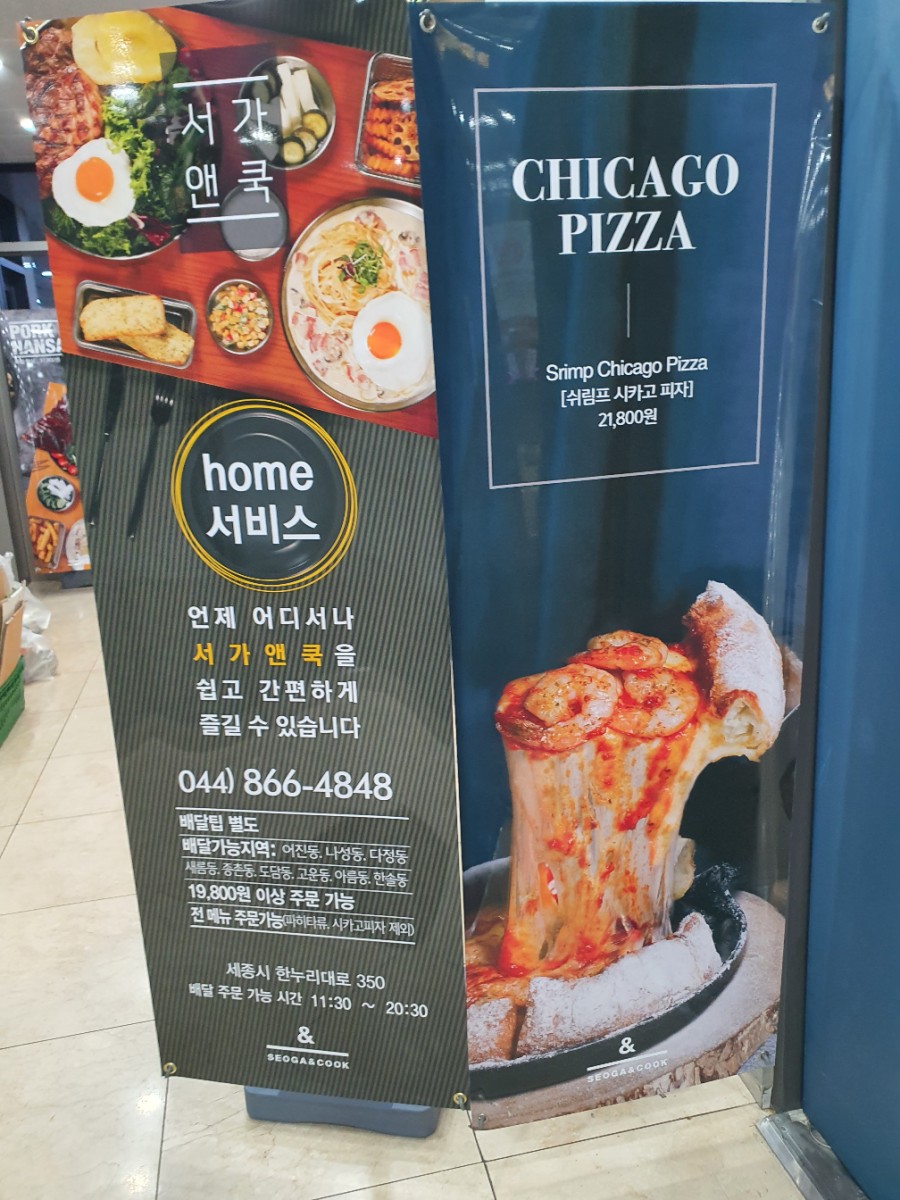 서가
앤쿡
home
서비스
언제 어디서나
서가앤쿡을
쉽고 간편하게
즐길 수 있습니다
044) 866-4848
배달팁 별도
배달가능지역: 어진동, 나성동, 다정동
새롬동, 종촌동, 도담동, 고운동, 아름동, 한솔동
19,800원 이상 주문 가능
전 메뉴 주문가능(파히타류, 시카고피자 제외)
세종시 한누리대로 350
배달 주문 가능 시간 11:30 ~ 20:30
&
SEOGA&COOK
CHICAGO
PIZZA
Srimp Chicago Pizza
[쉬림프 시카고 피자]
21,800원
&
SEOGA&COOK
PORK
HANSA